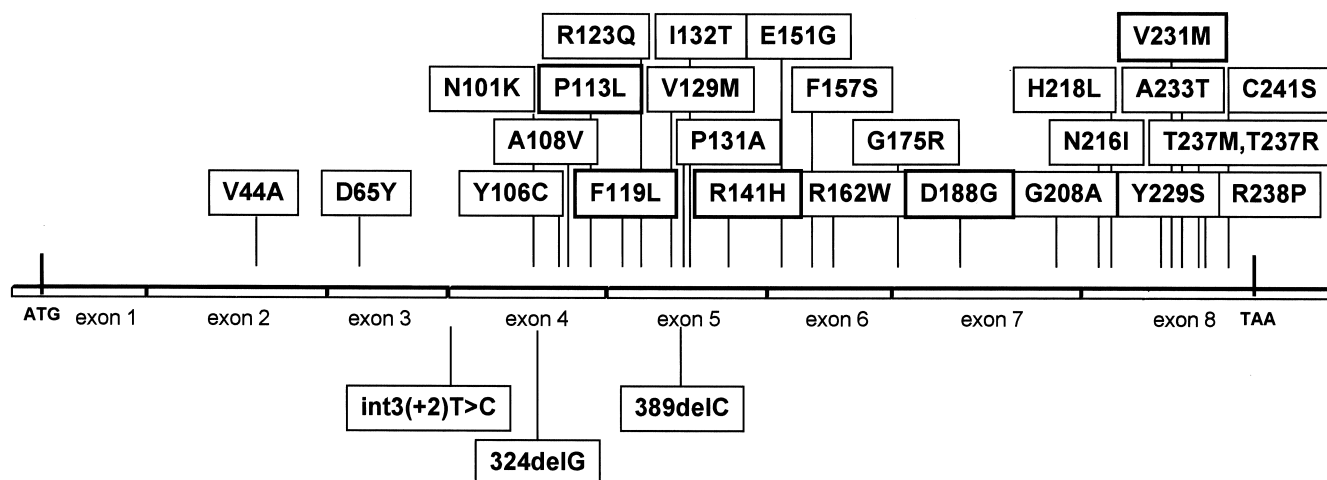 R123Q I132T E151G V231M
N101K P113L V129M F157S H218L A233T C241S
A108V P131A G175R N216I T237M,T237R
V44A D65Y Y106C F119L R141H R162W D188G G208A Y229S R238P
ATG exon 1 exon 2 exon 3 exon 4 exon 5 exon 6 exon 7 exon 8 TAA
int3(+2)T>C 389delC
324delG